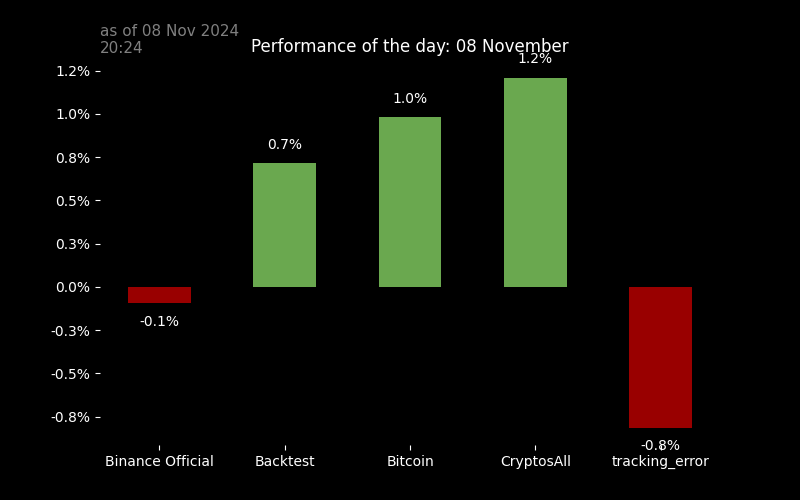 as of 08 Nov 2024
20:24
Performance of the day: 08 November
1.2%
1.0%
0.8%
0.5%
0.3%
0.0%
-0.3%
-0.5%
-0.8%
-0.1%
0.7%
1.0%
1.2%
-0.8%
Binance Official
Backtest
Bitcoin
CryptosAll
tracking_error